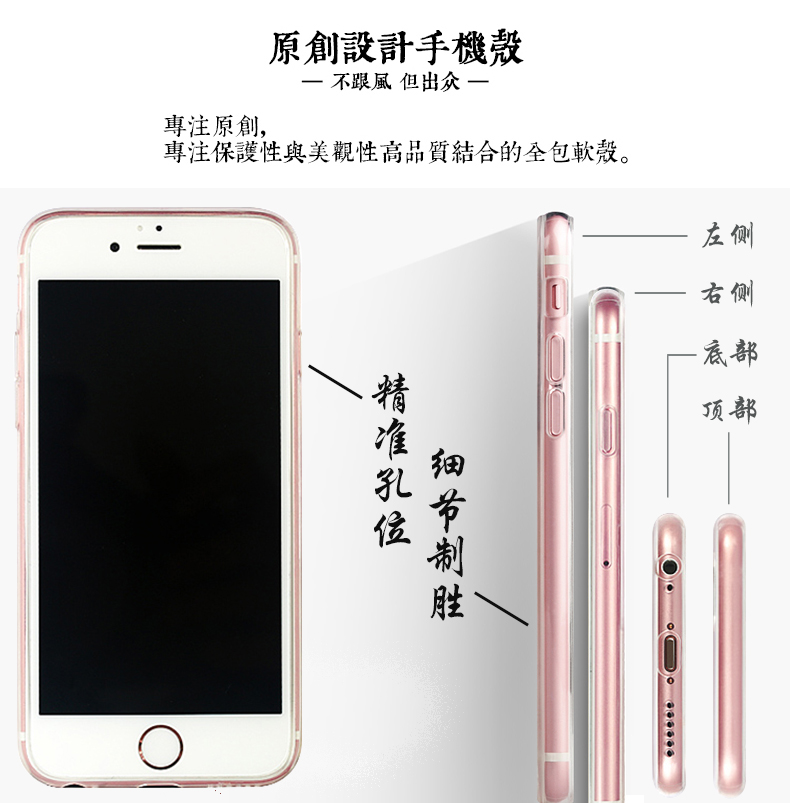 原創設計手機殼
— 不跟風 但出众 —
專注原創，
專注保護性與美觀性高品質結合的全包軟殼。
左侧
右侧
底部
顶部
精准孔位
细节制胜